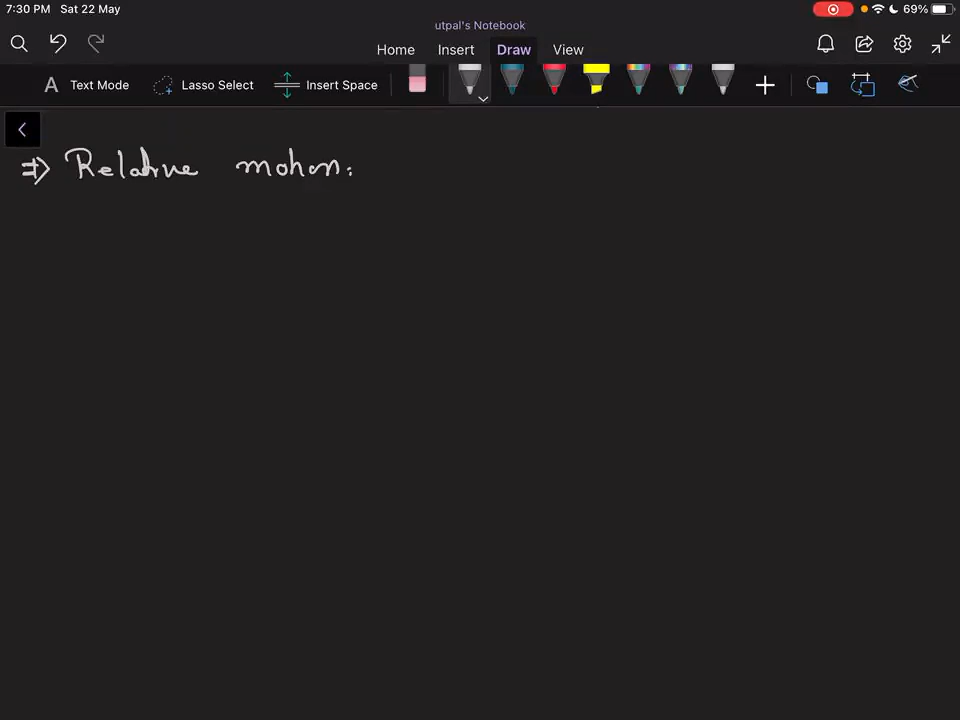 7:30 PM Sat 22 May 69%
utpal's Notebook
Home Insert Draw View
A Text Mode Lasso Select Insert Space
⇒ Relative motion: